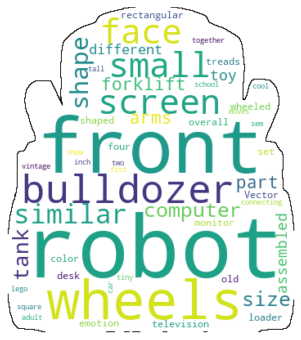 rectangular together
face
different
shape
tall small treads
school toy
forklift cool
screen wheeled
shaped arms overall moves
vintage four set sem
front
inch two
show first
bulldozer part
Vector
similar computer connecting
monitor
tank assembled
robot
color
desk tiny old
wheels size
lego car
square loader
adult emotion television